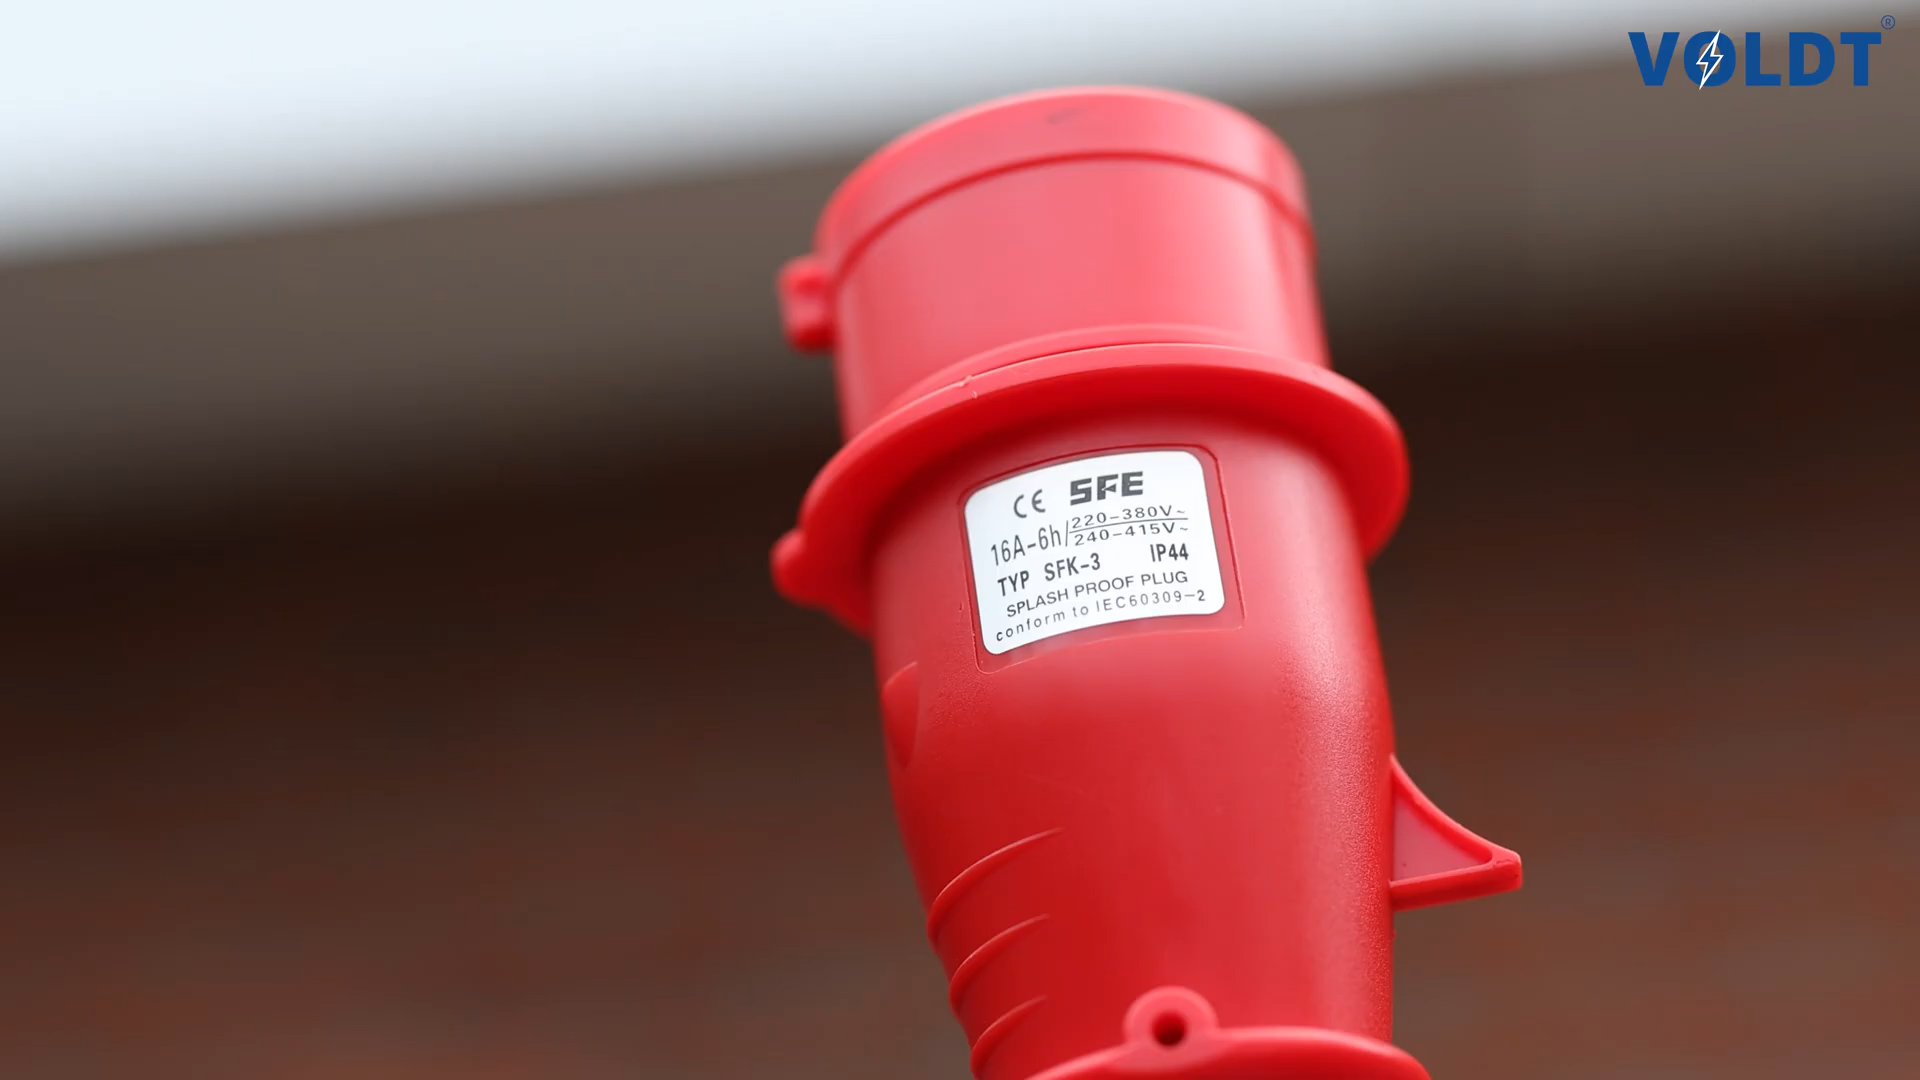 VOLDT®
CE SFE
16A-6h/220-380V~
240-415V~
TYP SFK-3 IP44
SPLASH PROOF PLUG
conform to IEC60309-2